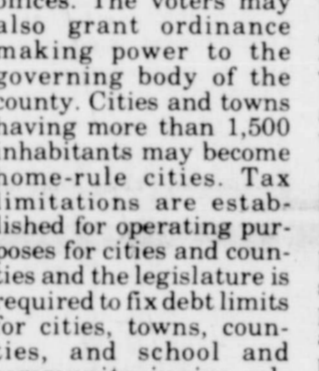 offices. The voters may
also grant ordinance
making power to the
governing body of the
county. Cities and towns
having more than 1,500
inhabitants may become
home-rule cities. Tax
limitations are estab-
lished for operating pur-
poses for cities and coun-
ties and the legislature is
required to fix debt limits
for cities, towns, coun-
ties, and school and